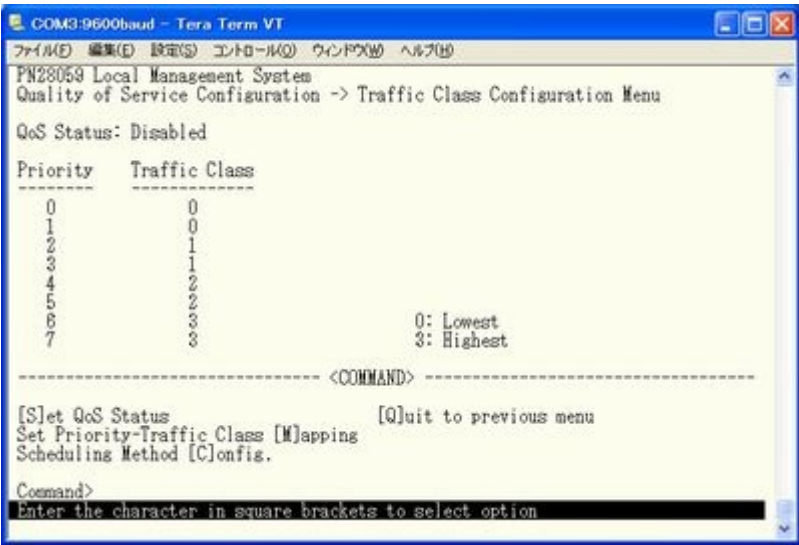 COM3:9600baud - Tera Term VT
ファイル(F) 編集(E) 設定(S) コントロール(O) ウィンドウ(W) ヘルプ(H)
PN28059 Local Management System
Quality of Service Configuration -> Traffic Class Configuration Menu
QoS Status: Disabled
Priority Traffic Class
-------- -------------
0 0
1 0
2 1
3 1
4 2
5 2
6 3 0: Lowest
7 3 3: Highest
-------------------------------- <COMMAND> -----------------------------------
[S]et QoS Status [Q]uit to previous menu
Set Priority-Traffic Class [M]apping
Scheduling Method [C]onfig.
Command>
Enter the character in square brackets to select option